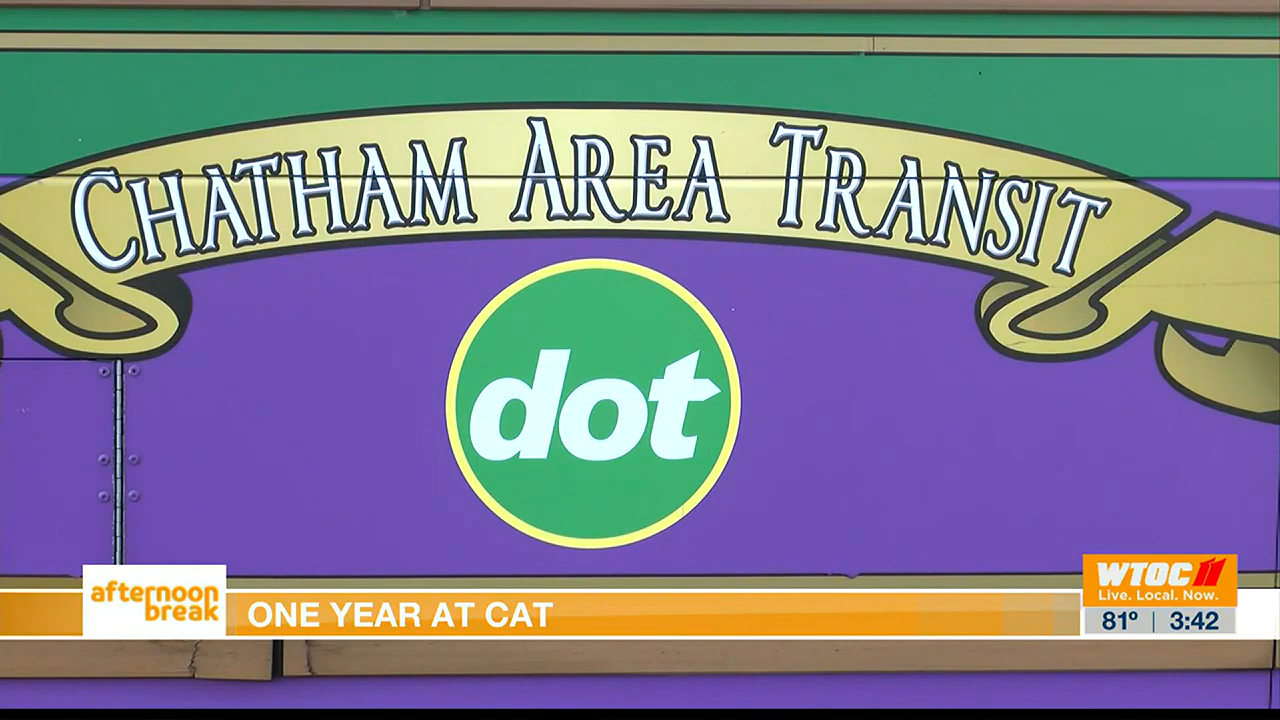 CHATHAM AREA TRANSIT
dot
afternoon
break
ONE YEAR AT CAT
WTOC 11
Live. Local. Now.
81° | 3:42